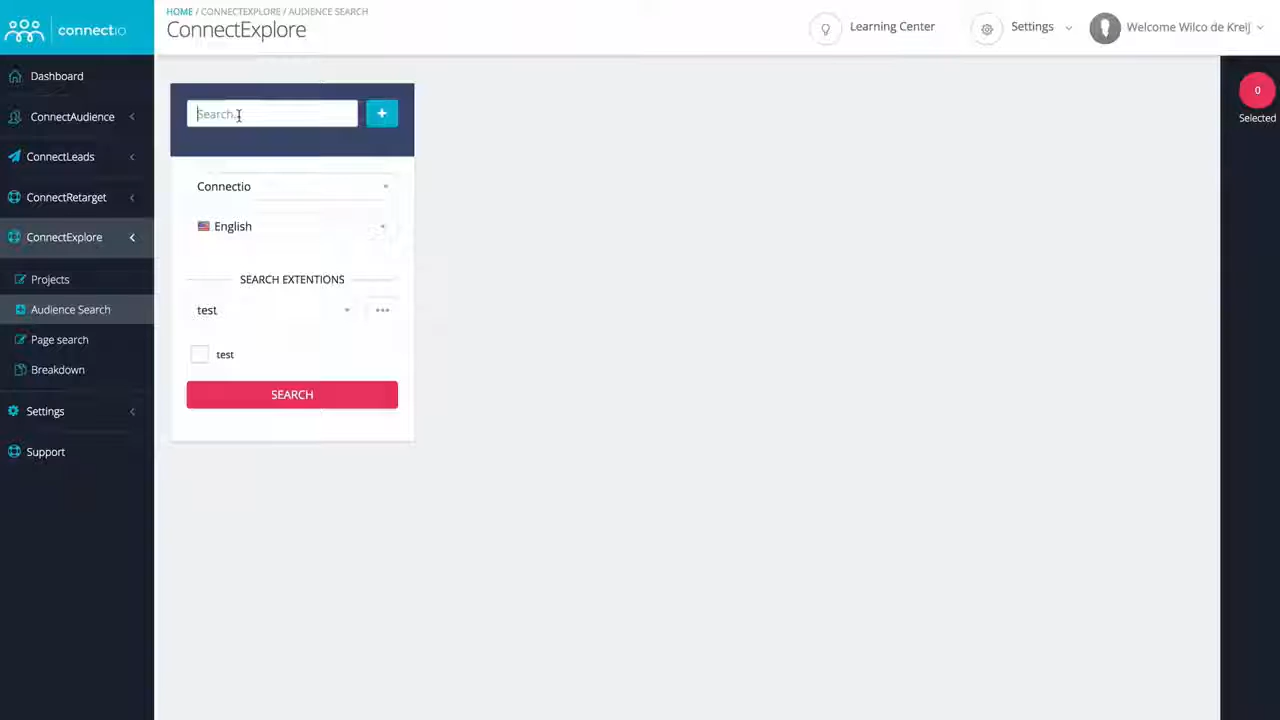 connectio
HOME / CONNECTEXPLORE / AUDIENCE SEARCH
ConnectExplore
Learning Center
Settings
Welcome Wilco de Kreij
Dashboard
ConnectAudience
ConnectLeads
ConnectRetarget
ConnectExplore
Projects
Audience Search
Page search
Breakdown
Settings
Support
Search..
+
Connectio
English
SEARCH EXTENTIONS
test
test
SEARCH
0
Selected